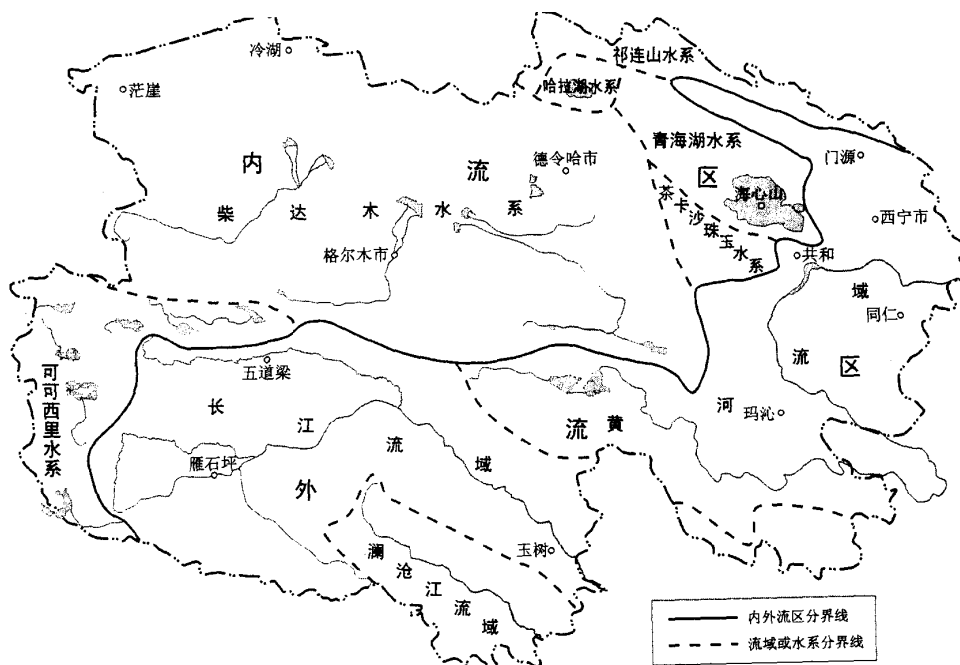 冷湖
祁连山水系
茫崖
哈拉湖水系
青海湖水系
门源
内流区
德令哈市
海心山
柴达木水系
茶卡沙珠玉水系
西宁市
格尔木市
共和
同仁
五道梁
可可西里水系
长江流域
黄河流域
玛沁
雁石坪
外流区
玉树
澜沧江流域
内外流区分界线
流域或水系分界线